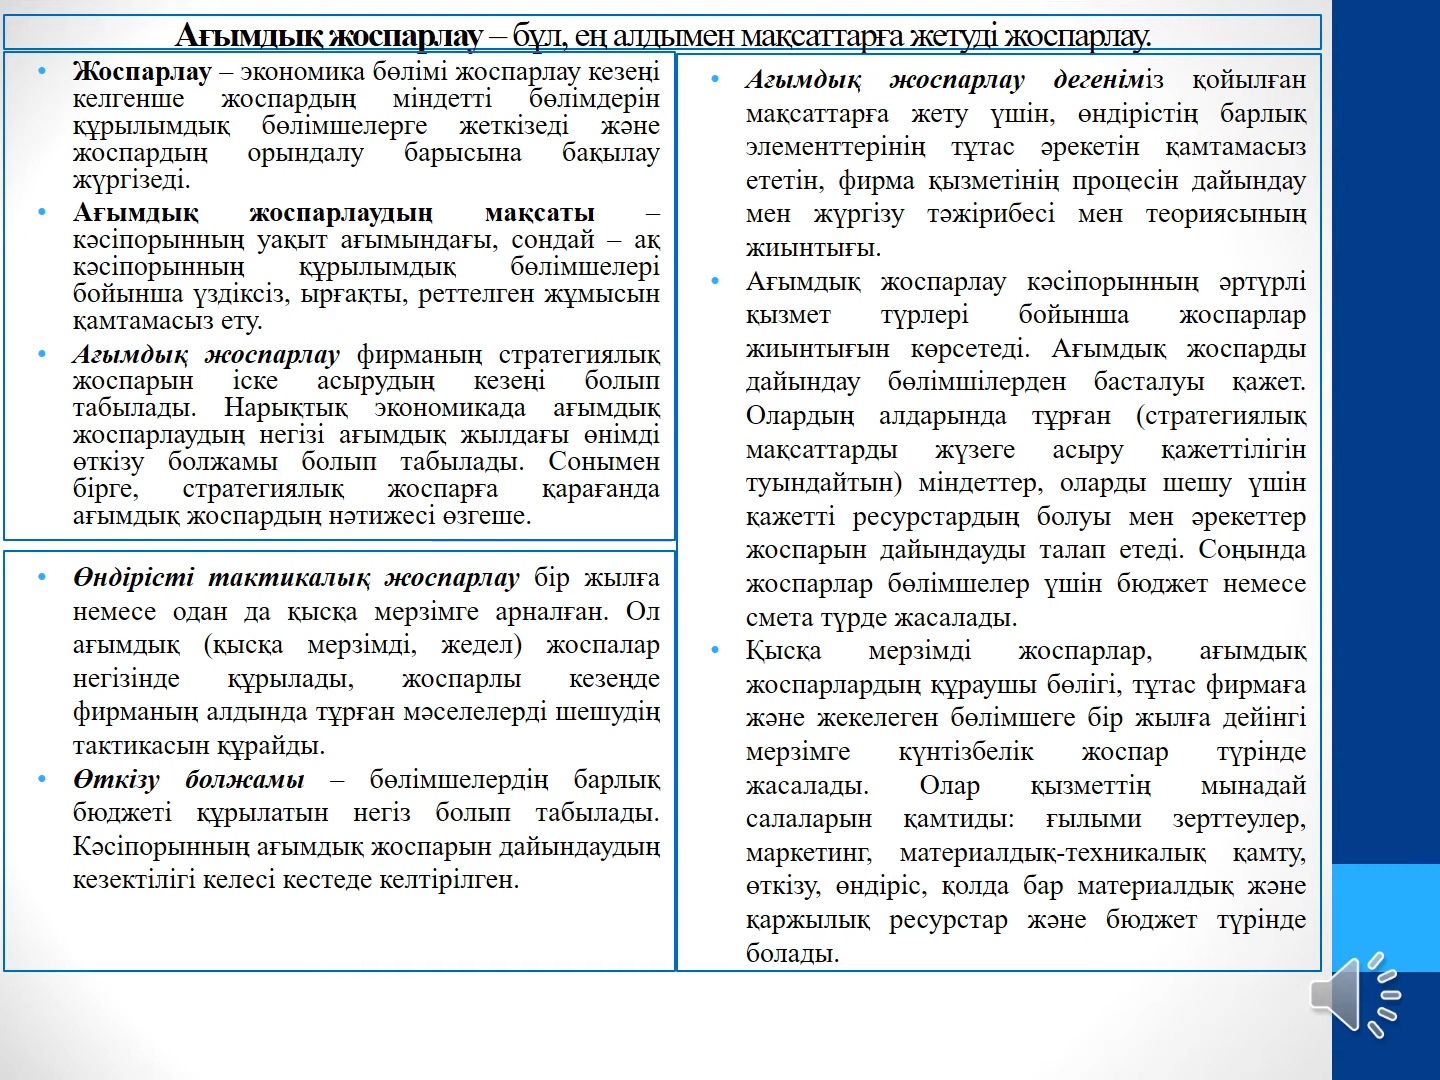 Ағымдық жоспарлау – бұл, ең алдымен мақсаттарға жетуді жоспарлау.
• Жоспарлау – экономика бөлімі жоспарлау кезеңі
келгенше жоспардың міндетті бөлімдерін
құрылымдық бөлімшелерге жеткізеді және
жоспардың орындалу барысына бақылау
жүргізеді.
• Ағымдық жоспарлаудың мақсаты –
кәсіпорынның уақыт ағымындағы, сондай – ақ
кәсіпорынның құрылымдық бөлімшелері
бойынша үздіксіз, ырғақты, реттелген жұмысын
қамтамасыз ету.
• Ағымдық жоспарлау фирманың стратегиялық
жоспарын іске асырудың кезеңі болып
табылады. Нарықтық экономикада ағымдық
жоспарлаудың негізі ағымдық жылдағы өнімді
өткізу болжамы болып табылады. Сонымен
бірге, стратегиялық жоспарға қарағанда
ағымдық жоспардың нәтижесі өзгеше.
• Өндірісті тактикалық жоспарлау бір жылға
немесе одан да қысқа мерзімге арналған. Ол
ағымдық (қысқа мерзімді, жедел) жоспалар
негізінде құрылады, жоспарлы кезеңде
фирманың алдында тұрған мәселелерді шешудің
тактикасын құрайды.
• Өткізу болжамы – бөлімшелердің барлық
бюджеті құрылатын негіз болып табылады.
Кәсіпорынның ағымдық жоспарын дайындаудың
кезектілігі келесі кестеде келтірілген.
• Ағымдық жоспарлау дегеніміз қойылған
мақсаттарға жету үшін, өндірістің барлық
элементтерінің тұтас әрекетін қамтамасыз
ететін, фирма қызметінің процесін дайындау
мен жүргізу тәжірибесі мен теориясының
жиынтығы.
• Ағымдық жоспарлау кәсіпорынның әртүрлі
қызмет түрлері бойынша жоспарлар
жиынтығын көрсетеді. Ағымдық жоспарды
дайындау бөлімшілерден басталуы қажет.
Олардың алдарында тұрған (стратегиялық
мақсаттарды жүзеге асыру қажеттілігін
туындайтын) міндеттер, оларды шешу үшін
қажетті ресурстардың болуы мен әрекеттер
жоспарын дайындауды талап етеді. Соңында
жоспарлар бөлімшелер үшін бюджет немесе
смета түрде жасалады.
• Қысқа мерзімді жоспарлар, ағымдық
жоспарлардың құраушы бөлігі, тұтас фирмаға
және жекелеген бөлімшеге бір жылға дейінгі
мерзімге күнтізбелік жоспар түрінде
жасалады. Олар қызметтің мынадай
салаларын қамтиды: ғылыми зерттеулер,
маркетинг, материалдық-техникалық қамту,
өткізу, өндіріс, қолда бар материалдық және
қаржылық ресурстар және бюджет түрінде
болады.